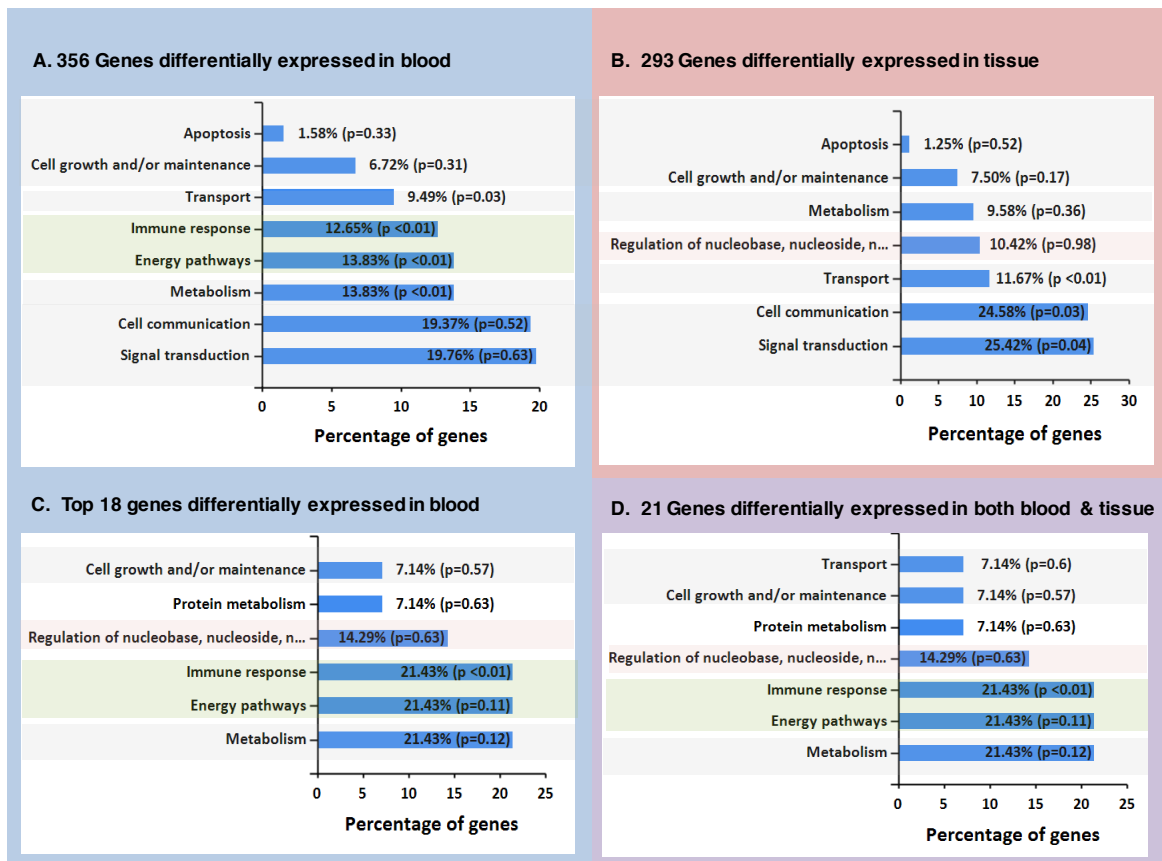 A. 356 Genes differentially expressed in blood
Apoptosis 1.58% (p=0.33)
Cell growth and/or maintenance 6.72% (p=0.31)
Transport 9.49% (p=0.03)
Immune response 12.65% (p <0.01)
Energy pathways 13.83% (p <0.01)
Metabolism 13.83% (p <0.01)
Cell communication 19.37% (p=0.52)
Signal transduction 19.76% (p=0.63)
0 5 10 15 20
Percentage of genes
B. 293 Genes differentially expressed in tissue
Apoptosis 1.25% (p=0.52)
Cell growth and/or maintenance 7.50% (p=0.17)
Metabolism 9.58% (p=0.36)
Regulation of nucleobase, nucleoside, n... 10.42% (p=0.98)
Transport 11.67% (p <0.01)
Cell communication 24.58% (p=0.03)
Signal transduction 25.42% (p=0.04)
0 5 10 15 20 25 30
Percentage of genes
C. Top 18 genes differentially expressed in blood
Cell growth and/or maintenance 7.14% (p=0.57)
Protein metabolism 7.14% (p=0.63)
Regulation of nucleobase, nucleoside, n... 14.29% (p=0.63)
Immune response 21.43% (p <0.01)
Energy pathways 21.43% (p=0.11)
Metabolism 21.43% (p=0.12)
0 5 10 15 20 25
Percentage of genes
D. 21 Genes differentially expressed in both blood & tissue
Transport 7.14% (p=0.6)
Cell growth and/or maintenance 7.14% (p=0.57)
Protein metabolism 7.14% (p=0.63)
Regulation of nucleobase, nucleoside, n... 14.29% (p=0.63)
Immune response 21.43% (p <0.01)
Energy pathways 21.43% (p=0.11)
Metabolism 21.43% (p=0.12)
0 5 10 15 20 25
Percentage of genes